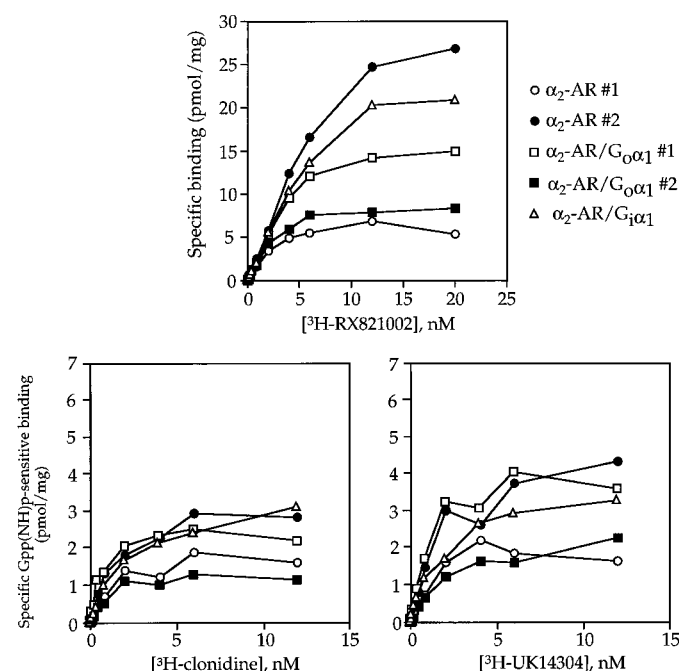 Specific binding (pmol/mg)
30
25
20
15
10
5
0
0 5 10 15 20 25
[³H-RX821002], nM
α₂-AR #1
α₂-AR #2
α₂-AR/Gₒα₁ #1
α₂-AR/Gₒα₁ #2
α₂-AR/Gᵢα₁
Specific Gpp(NH)p-sensitive binding
(pmol/mg)
7
6
5
4
3
2
1
0
0 5 10 15
[³H-clonidine], nM
7
6
5
4
3
2
1
0
0 5 10 15
[³H-UK14304], nM